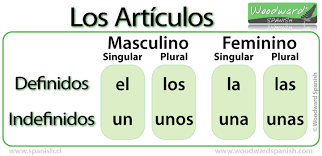 Los Artículos
Woodward
SPANISH
Masculino Feminino
Singular Plural Singular Plural
Definidos el los la las
Indefinidos un unos una unas
www.spanish.cl www.woodwardspanish.com
© Woodward Spanish